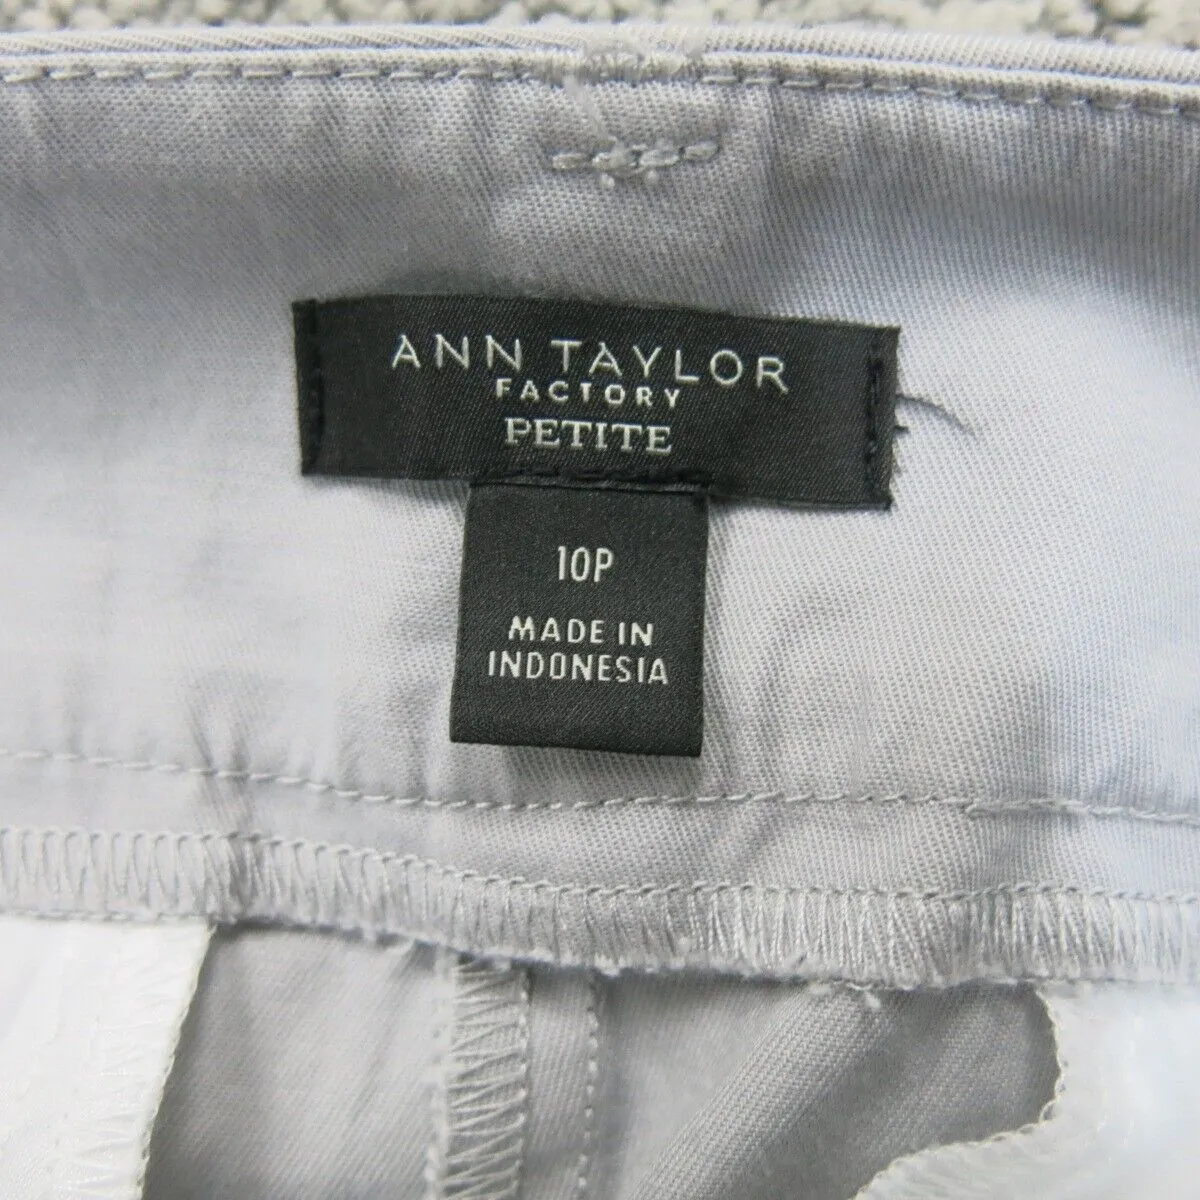 ANN TAYLOR
FACTORY
PETITE
10P
MADE IN
INDONESIA